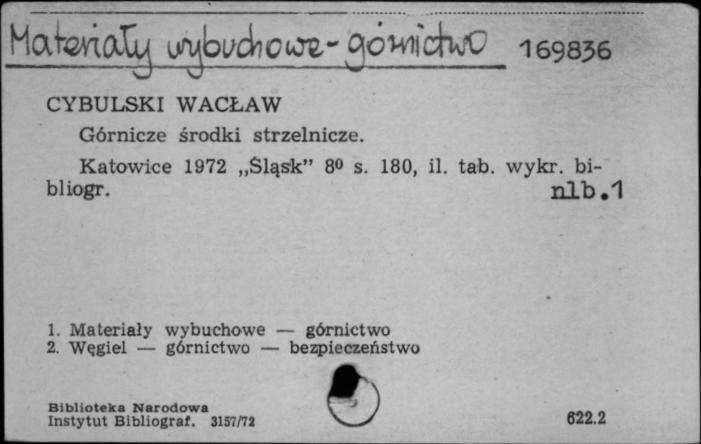 Materiały wybuchowe - górnictwo 169836
CYBULSKI WACŁAW
Górnicze środki strzelnicze.
Katowice 1972 „Śląsk” 8⁰ s. 180, il. tab. wykr. bi-
bliogr. nlb.1
1. Materiały wybuchowe — górnictwo
2. Węgiel — górnictwo — bezpieczeństwo
Biblioteka Narodowa
Instytut Bibliograf. 3157/72 622.2